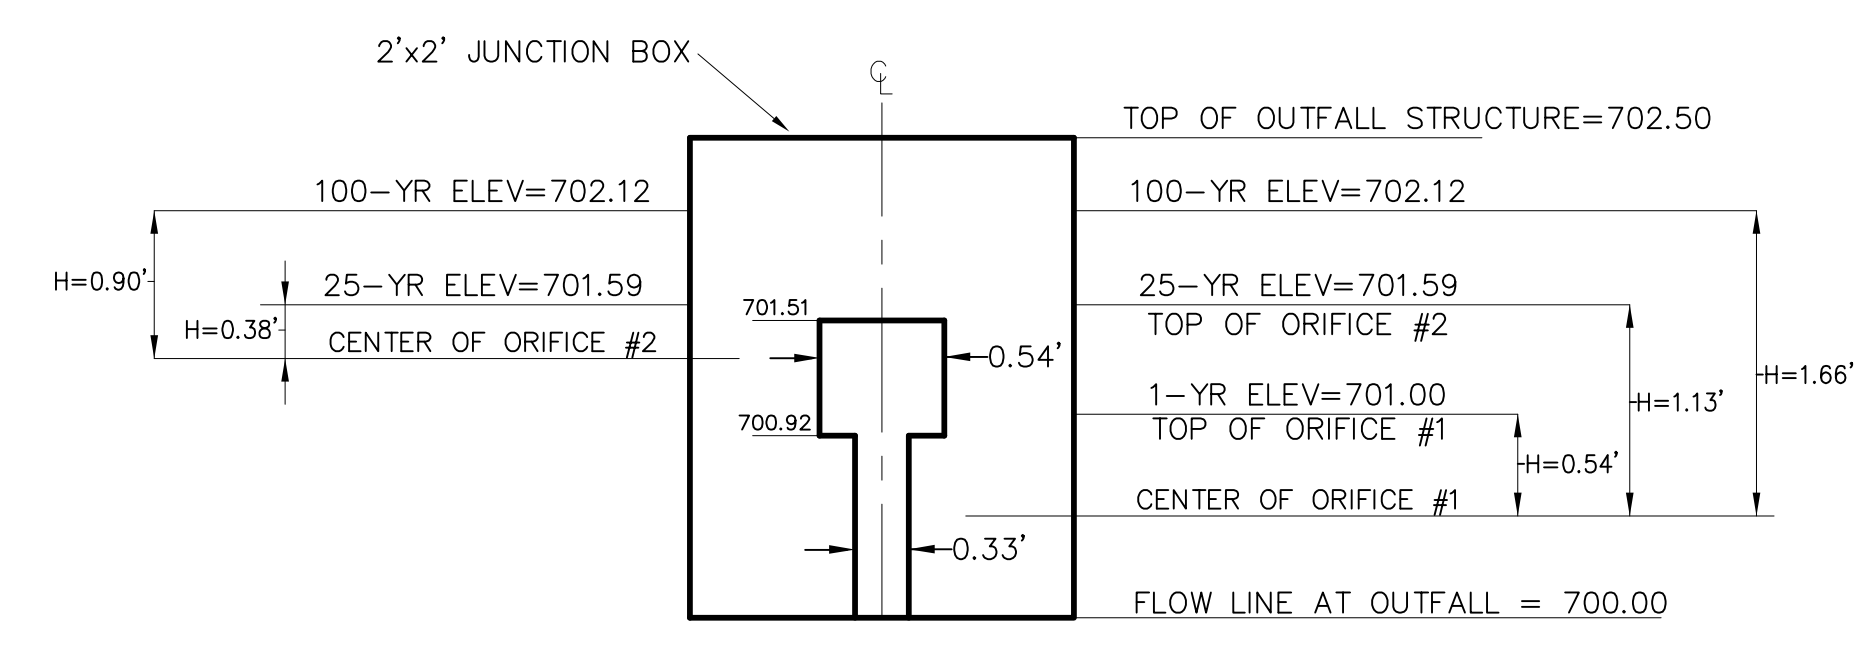 2'x2' JUNCTION BOX
℄
TOP OF OUTFALL STRUCTURE=702.50
100-YR ELEV=702.12
100-YR ELEV=702.12
H=0.90'
25-YR ELEV=701.59
25-YR ELEV=701.59
701.51
H=0.38'
TOP OF ORIFICE #2
CENTER OF ORIFICE #2
0.54'
H=1.66'
1-YR ELEV=701.00
H=1.13'
700.92
TOP OF ORIFICE #1
H=0.54'
CENTER OF ORIFICE #1
0.33'
FLOW LINE AT OUTFALL = 700.00